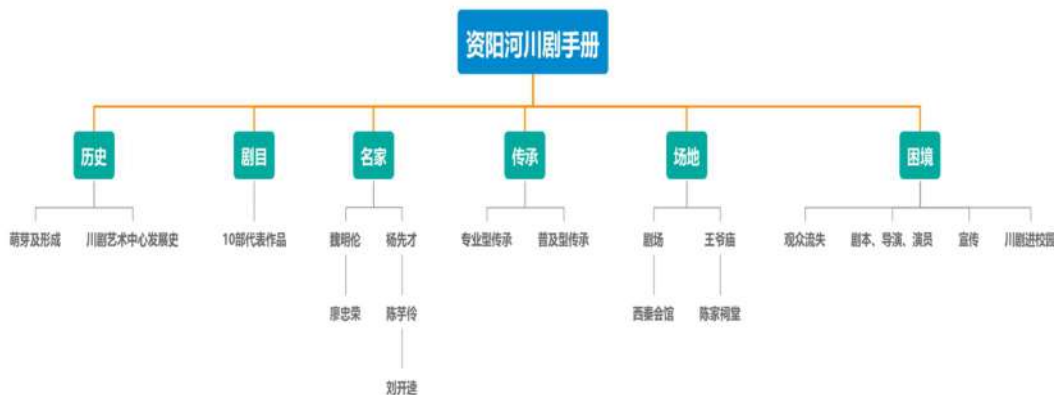 资阳河川剧手册
历史
剧目
名家
传承
场地
困境
萌芽及形成
川剧艺术中心发展史
10部代表作品
魏明伦
杨先才
专业型传承
普及型传承
剧场
王爷庙
观众流失
剧本、导演、演员
宣传
川剧进校园
廖忠荣
陈芋伶
西秦会馆
陈家祠堂
刘开逵